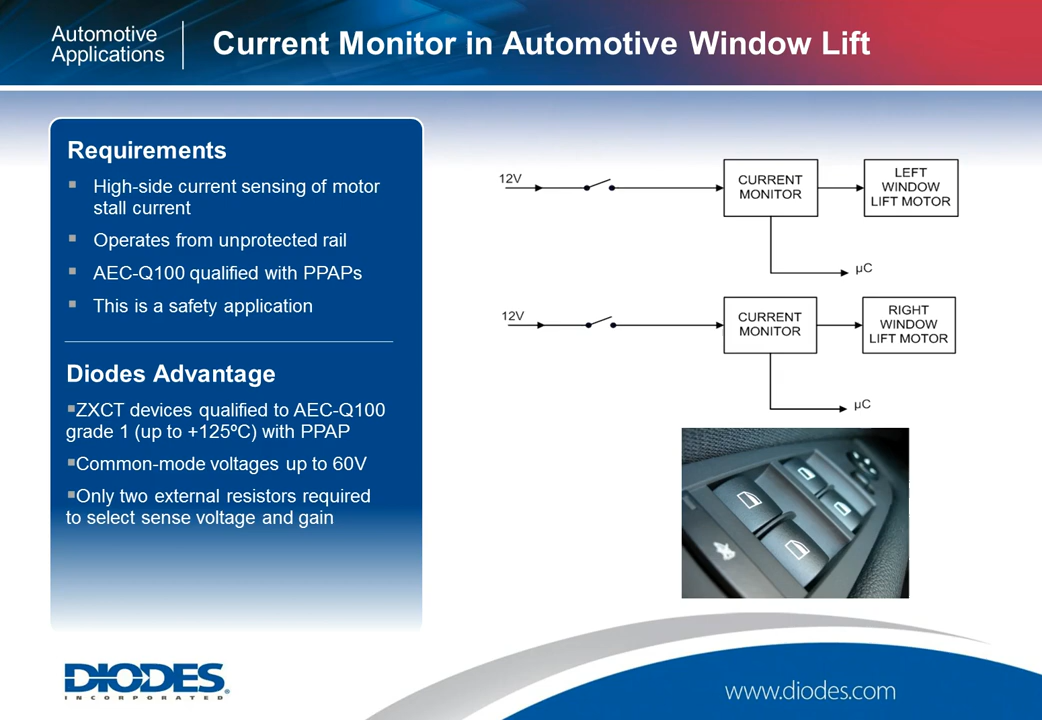 Automotive
Applications
Current Monitor in Automotive Window Lift
Requirements
▪ High-side current sensing of motor
stall current
▪ Operates from unprotected rail
▪ AEC-Q100 qualified with PPAPs
▪ This is a safety application
Diodes Advantage
▪ZXCT devices qualified to AEC-Q100
grade 1 (up to +125ºC) with PPAP
▪Common-mode voltages up to 60V
▪Only two external resistors required
to select sense voltage and gain
12V
CURRENT
MONITOR
LEFT
WINDOW
LIFT MOTOR
µC
12V
CURRENT
MONITOR
RIGHT
WINDOW
LIFT MOTOR
µC
DIODES
INCORPORATED®
www.diodes.com